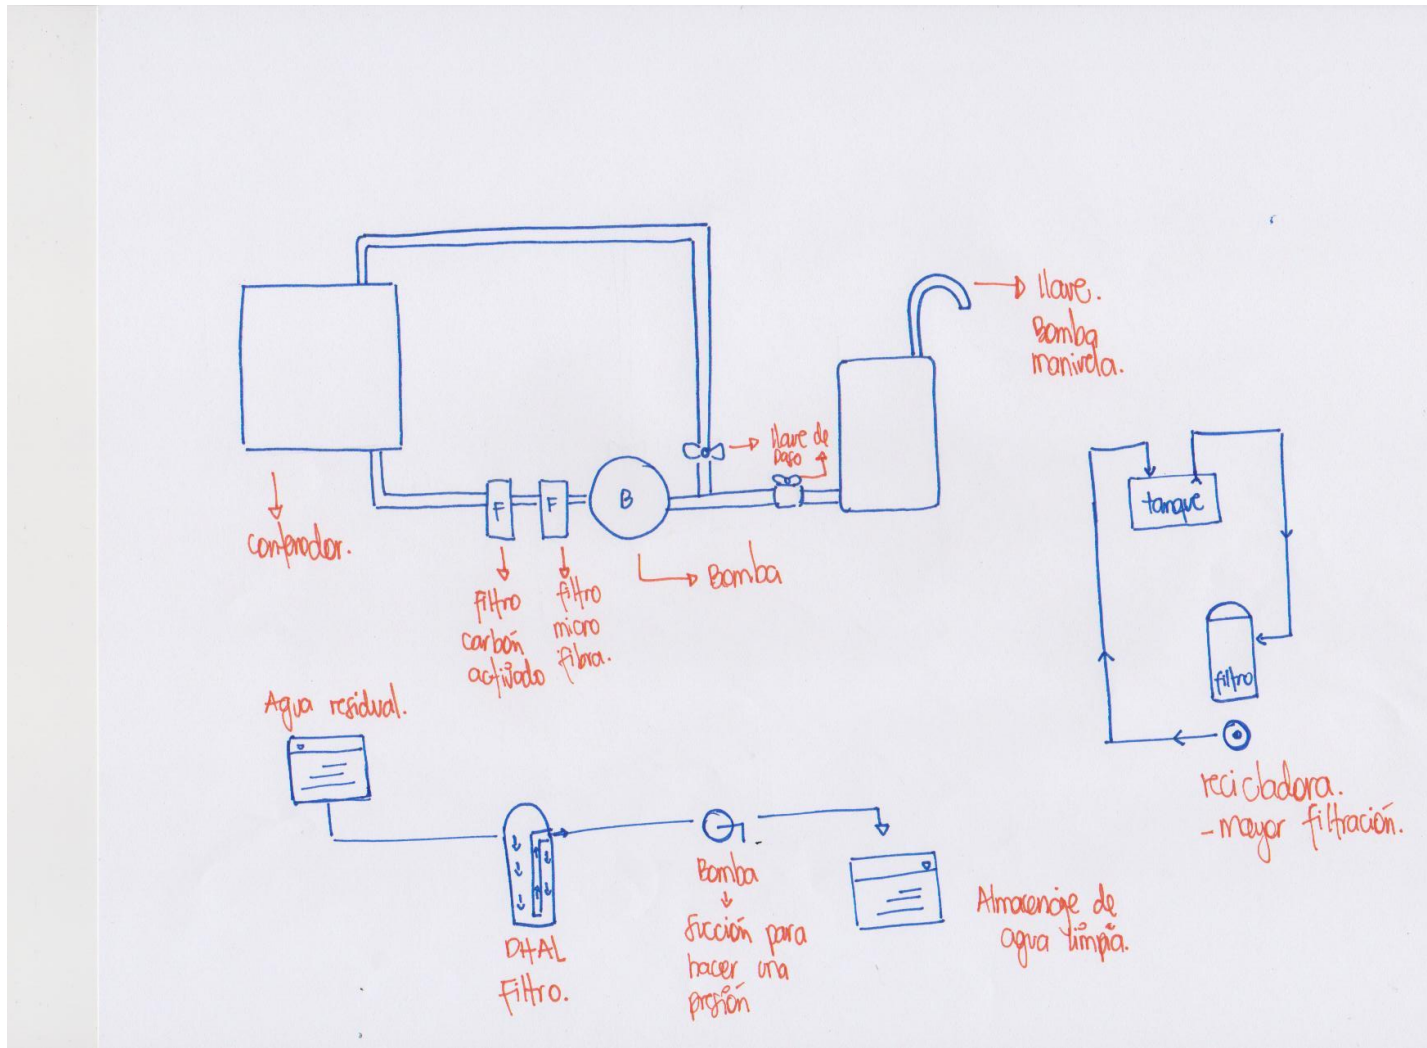 llave.
Bomba
manivela.
llave de
paso
tanque
F
F
B
Bomba
filtro
carbón
activado
filtro
micro
fibra.
filtro
recicladora.
- mayor filtración.
Agua residual.
DHAL
Filtro.
Bomba
Succión para
hacer una
presión
Almacenaje de
agua limpia.